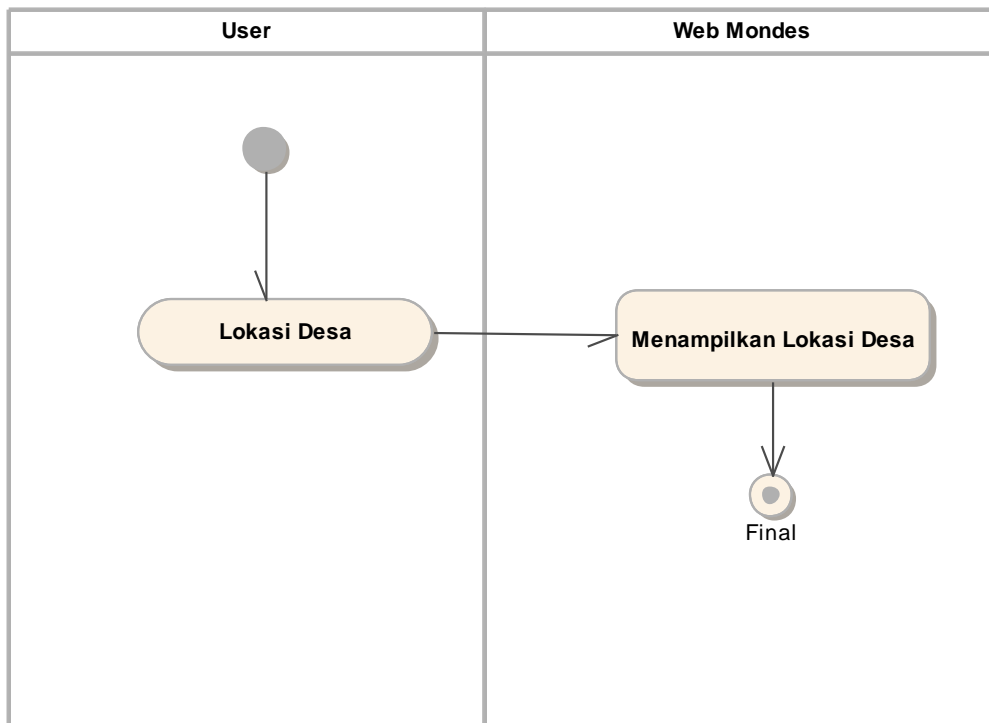 User
Web Mondes
Lokasi Desa
Menampilkan Lokasi Desa
Final